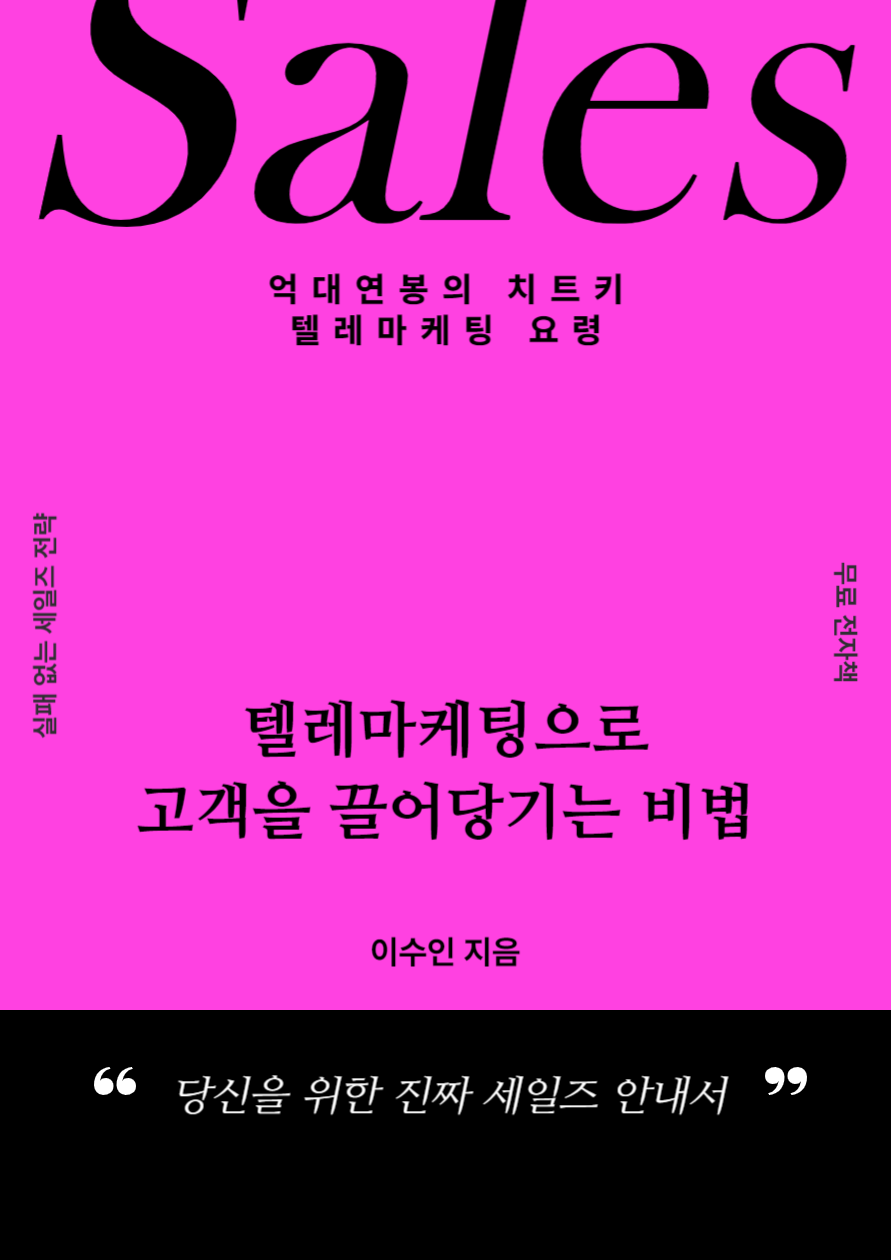 Sales
억대연봉의 치트키
텔레마케팅 요령
실패 없는 세일즈 전략
무료 전자책
텔레마케팅으로
고객을 끌어당기는 비법
이수인 지음
“ 당신을 위한 진짜 세일즈 안내서 ”